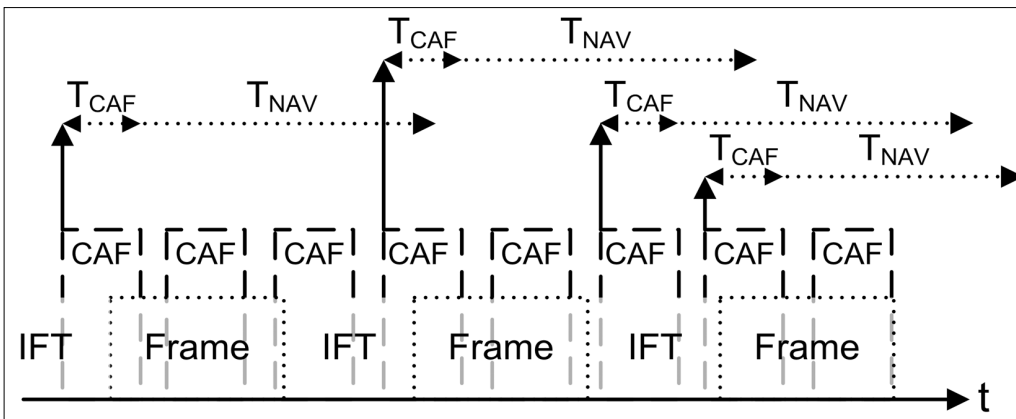 T_CAF T_NAV
T_CAF T_NAV T_CAF T_NAV
T_CAF T_NAV
CAF CAF CAF CAF CAF CAF CAF CAF
IFT Frame IFT Frame IFT Frame
t